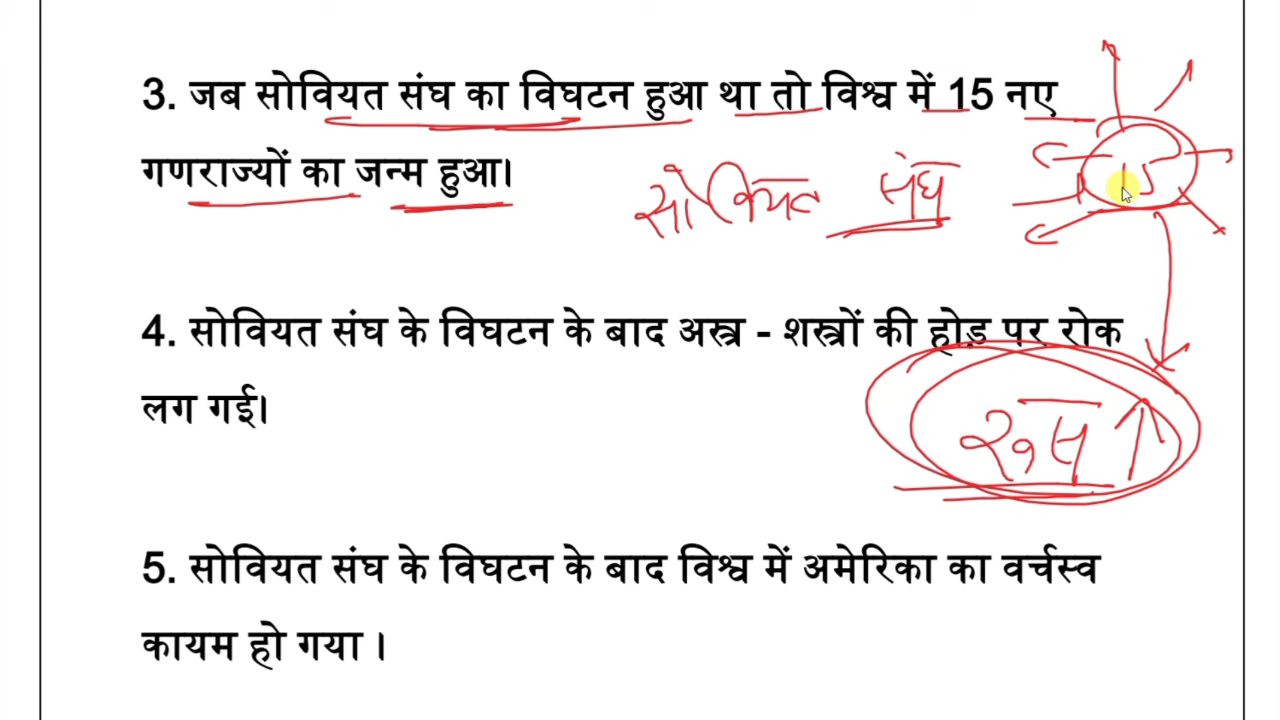 3. जब सोवियत संघ का विघटन हुआ था तो विश्व में 15 नए
गणराज्यों का जन्म हुआ।
सोवियत संघ
15
4. सोवियत संघ के विघटन के बाद अस्त्र - शस्त्रों की होड़ पर रोक
लग गई।
रूस
5. सोवियत संघ के विघटन के बाद विश्व में अमेरिका का वर्चस्व
कायम हो गया ।